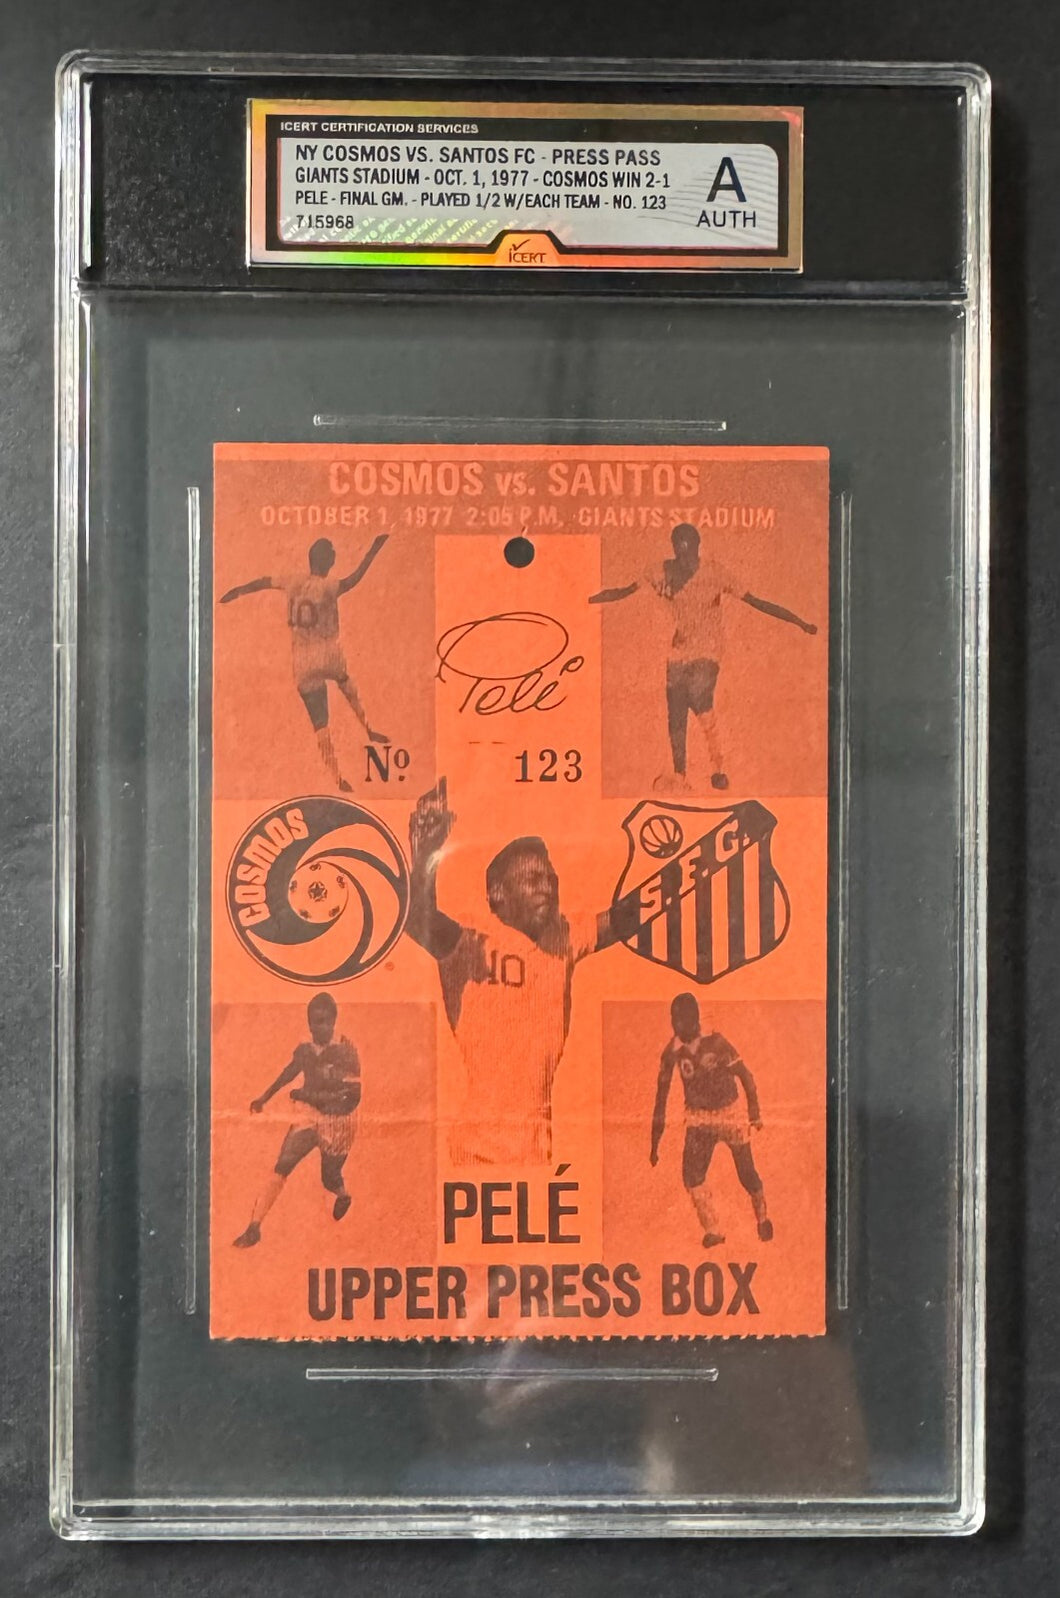 ICERT CERTIFICATION SERVICES
NY COSMOS VS. SANTOS FC - PRESS PASS
GIANTS STADIUM - OCT. 1, 1977 - COSMOS WIN 2-1
PELE - FINAL GM. - PLAYED 1/2 W/EACH TEAM - NO. 123
715968
A
AUTH
ICERT
COSMOS vs. SANTOS
OCTOBER 1, 1977 2:05 P.M. GIANTS STADIUM
10
Pelé
Nº 123
COSMOS
S.F.C.
10
PELÉ
UPPER PRESS BOX